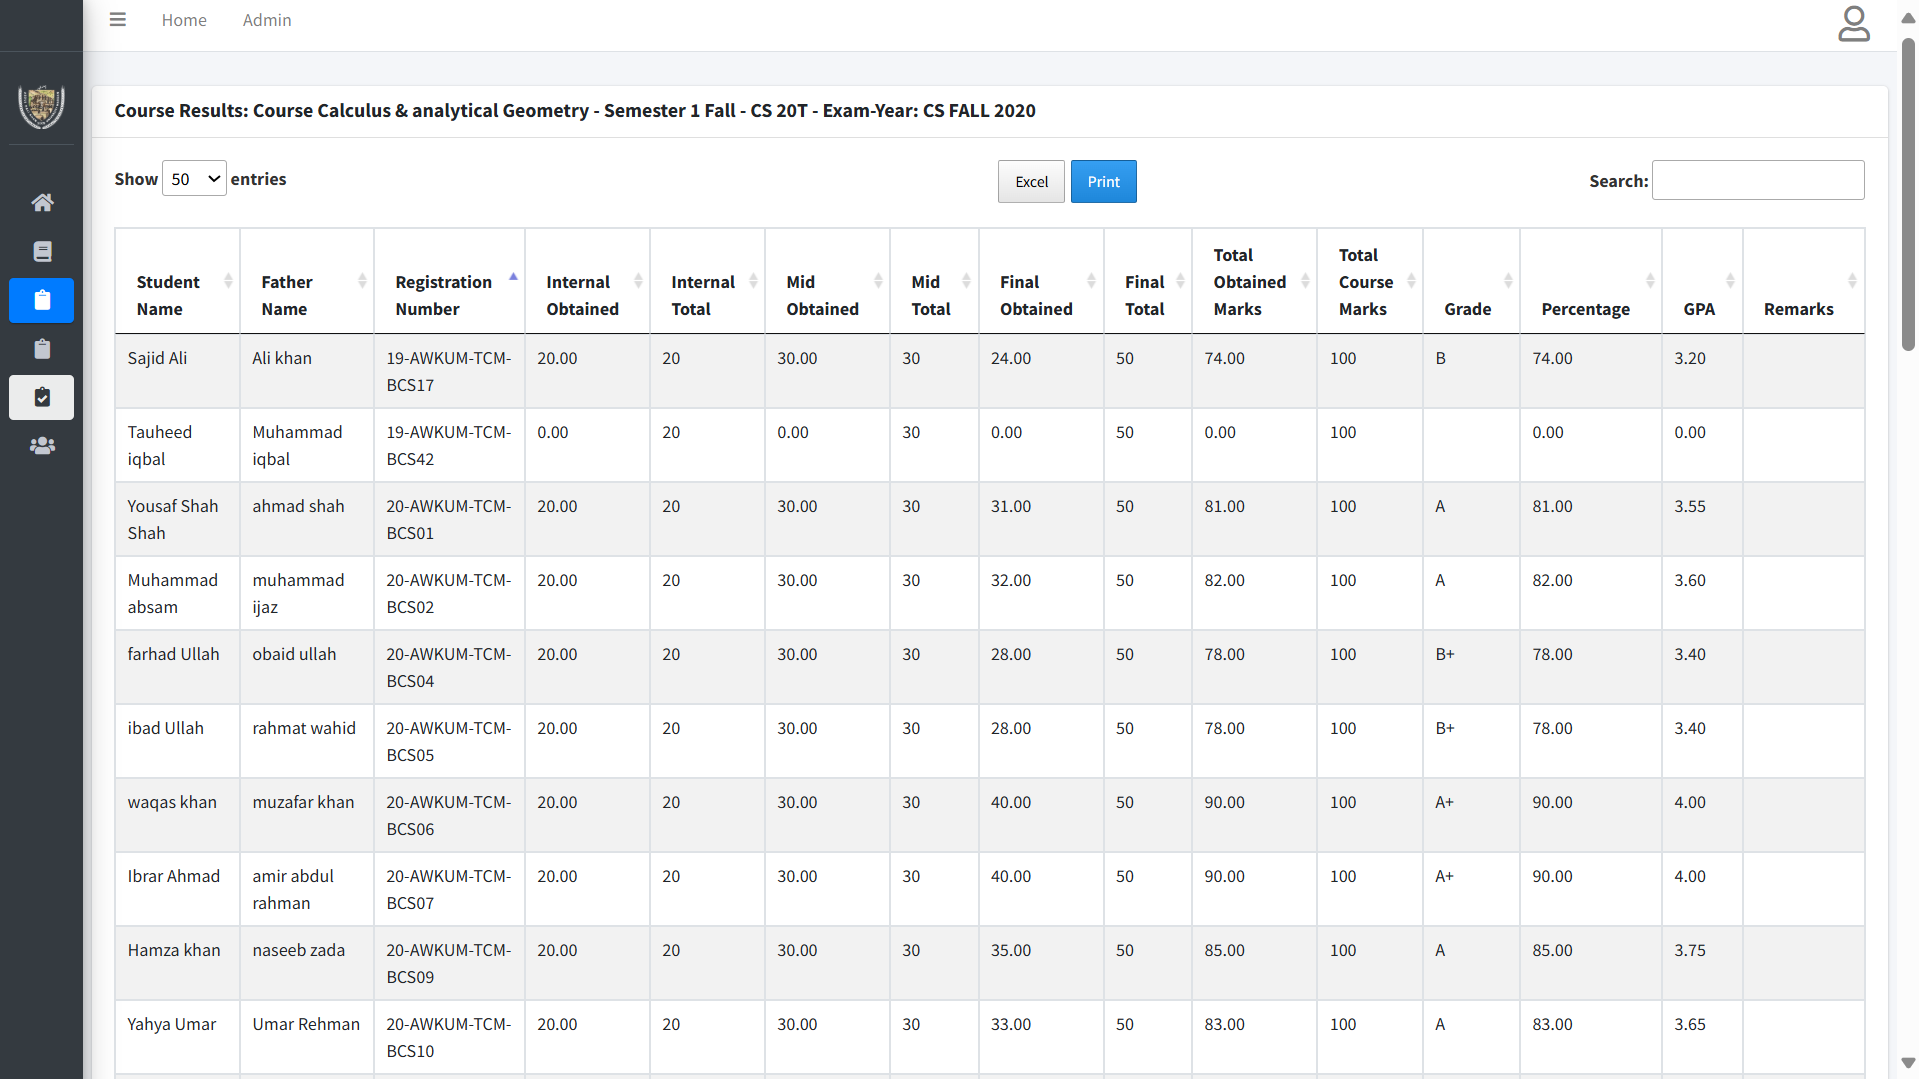 Home Admin
Course Results: Course Calculus & analytical Geometry - Semester 1 Fall - CS 20T - Exam-Year: CS FALL 2020
Show 50 entries Excel Print Search:
Student Name Father Name Registration Number Internal Obtained Internal Total Mid Obtained Mid Total Final Obtained Final Total Total Obtained Marks Total Course Marks Grade Percentage GPA Remarks
Sajid Ali Ali khan 19-AWKUM-TCM-BCS17 20.00 20 30.00 30 24.00 50 74.00 100 B 74.00 3.20
Tauheed iqbal Muhammad iqbal 19-AWKUM-TCM-BCS42 0.00 20 0.00 30 0.00 50 0.00 100 0.00 0.00
Yousaf Shah Shah ahmad shah 20-AWKUM-TCM-BCS01 20.00 20 30.00 30 31.00 50 81.00 100 A 81.00 3.55
Muhammad absam muhammad ijaz 20-AWKUM-TCM-BCS02 20.00 20 30.00 30 32.00 50 82.00 100 A 82.00 3.60
farhad Ullah obaid ullah 20-AWKUM-TCM-BCS04 20.00 20 30.00 30 28.00 50 78.00 100 B+ 78.00 3.40
ibad Ullah rahmat wahid 20-AWKUM-TCM-BCS05 20.00 20 30.00 30 28.00 50 78.00 100 B+ 78.00 3.40
waqas khan muzafar khan 20-AWKUM-TCM-BCS06 20.00 20 30.00 30 40.00 50 90.00 100 A+ 90.00 4.00
Ibrar Ahmad amir abdul rahman 20-AWKUM-TCM-BCS07 20.00 20 30.00 30 40.00 50 90.00 100 A+ 90.00 4.00
Hamza khan naseeb zada 20-AWKUM-TCM-BCS09 20.00 20 30.00 30 35.00 50 85.00 100 A 85.00 3.75
Yahya Umar Umar Rehman 20-AWKUM-TCM-BCS10 20.00 20 30.00 30 33.00 50 83.00 100 A 83.00 3.65